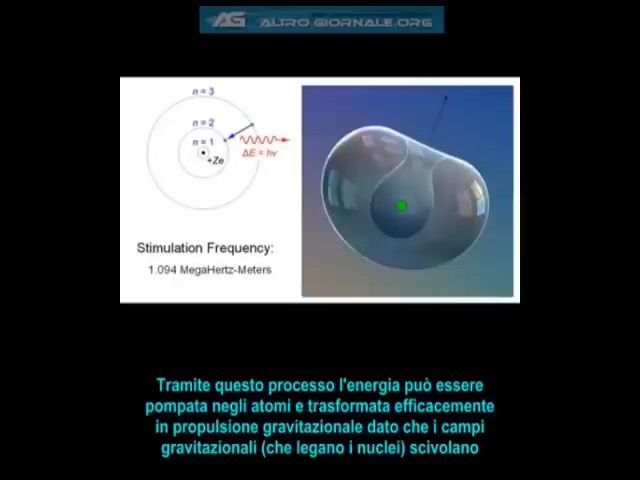 AG ALTRO GIORNALE.ORG
n = 3
n = 2
n = 1
+Ze
ΔE = hν
Stimulation Frequency:
1.094 MegaHertz-Meters
Tramite questo processo l'energia può essere
pompata negli atomi e trasformata efficacemente
in propulsione gravitazionale dato che i campi
gravitazionali (che legano i nuclei) scivolano